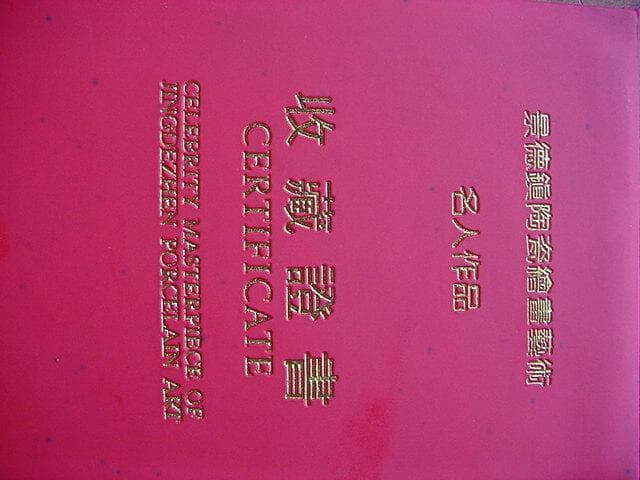 景德鎮陶瓷繪畫藝術
名人作品
收藏證書
CERTIFICATE
CELEBRITY MASTERPIECE OF
JINGDEZHEN PORCELAIN ART